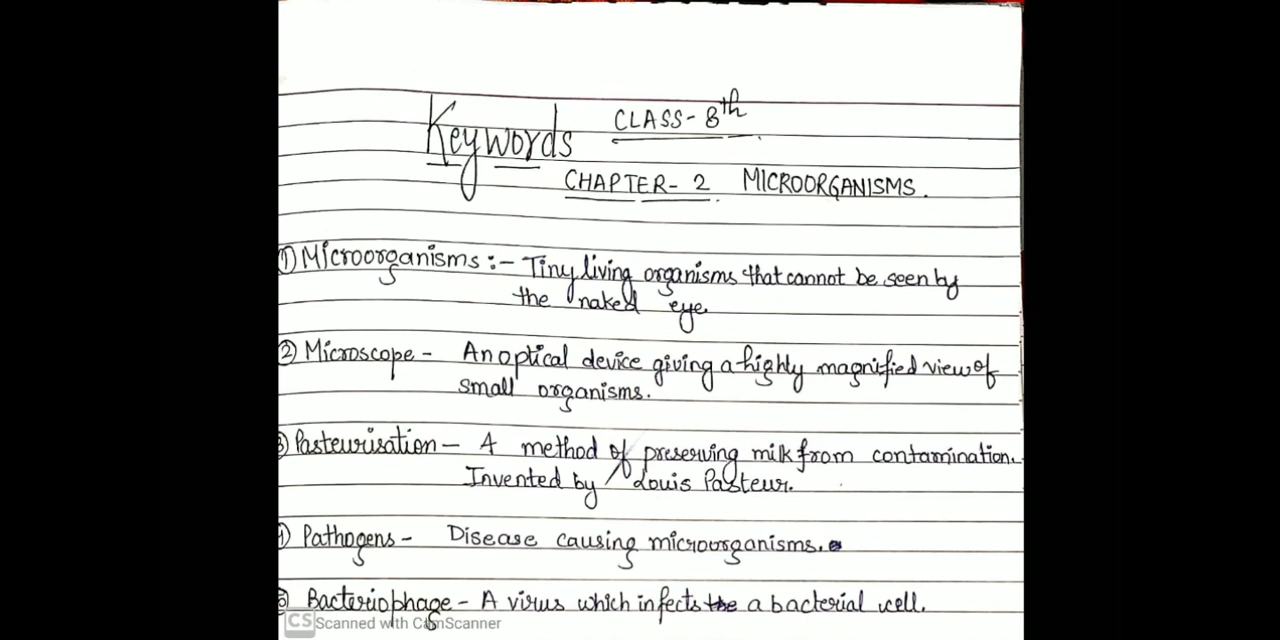 CLASS- 8th
Keywords
CHAPTER- 2 MICROORGANISMS.
① Microorganisms :- Tiny living organisms that cannot be seen by
the naked eye.
② Microscope - An optical device giving a highly magnified view of
small organisms.
③ Pasteurisation - A method of preserving milk from contamination.
Invented by Louis Pasteur.
④ Pathogens - Disease causing microorganisms.
⑤ Bacteriophage - A virus which infects the a bacterial cell.
CS Scanned with CamScanner